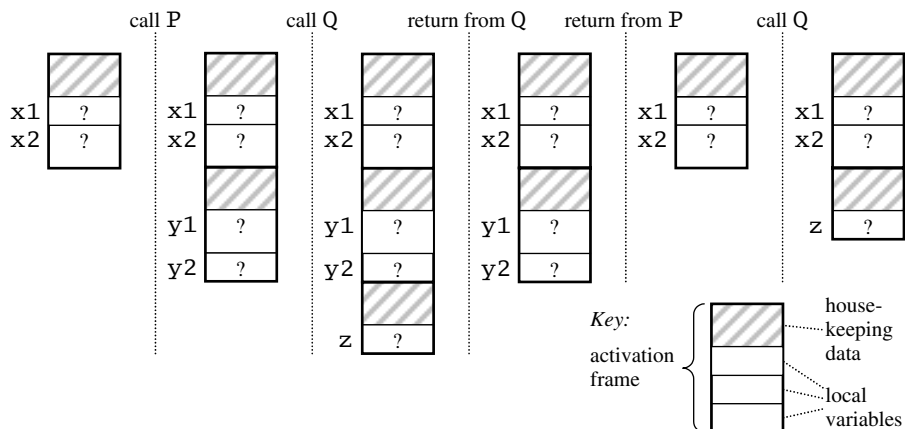 call P call Q return from Q return from P call Q
x1 ? x1 ? x1 ? x1 ? x1 ? x1 ?
x2 ? x2 ? x2 ? x2 ? x2 ? x2 ?
y1 ? y1 ? y1 ? z ?
y2 ? y2 ? y2 ?
z ?
Key:
activation
frame
house-
keeping
data
local
variables